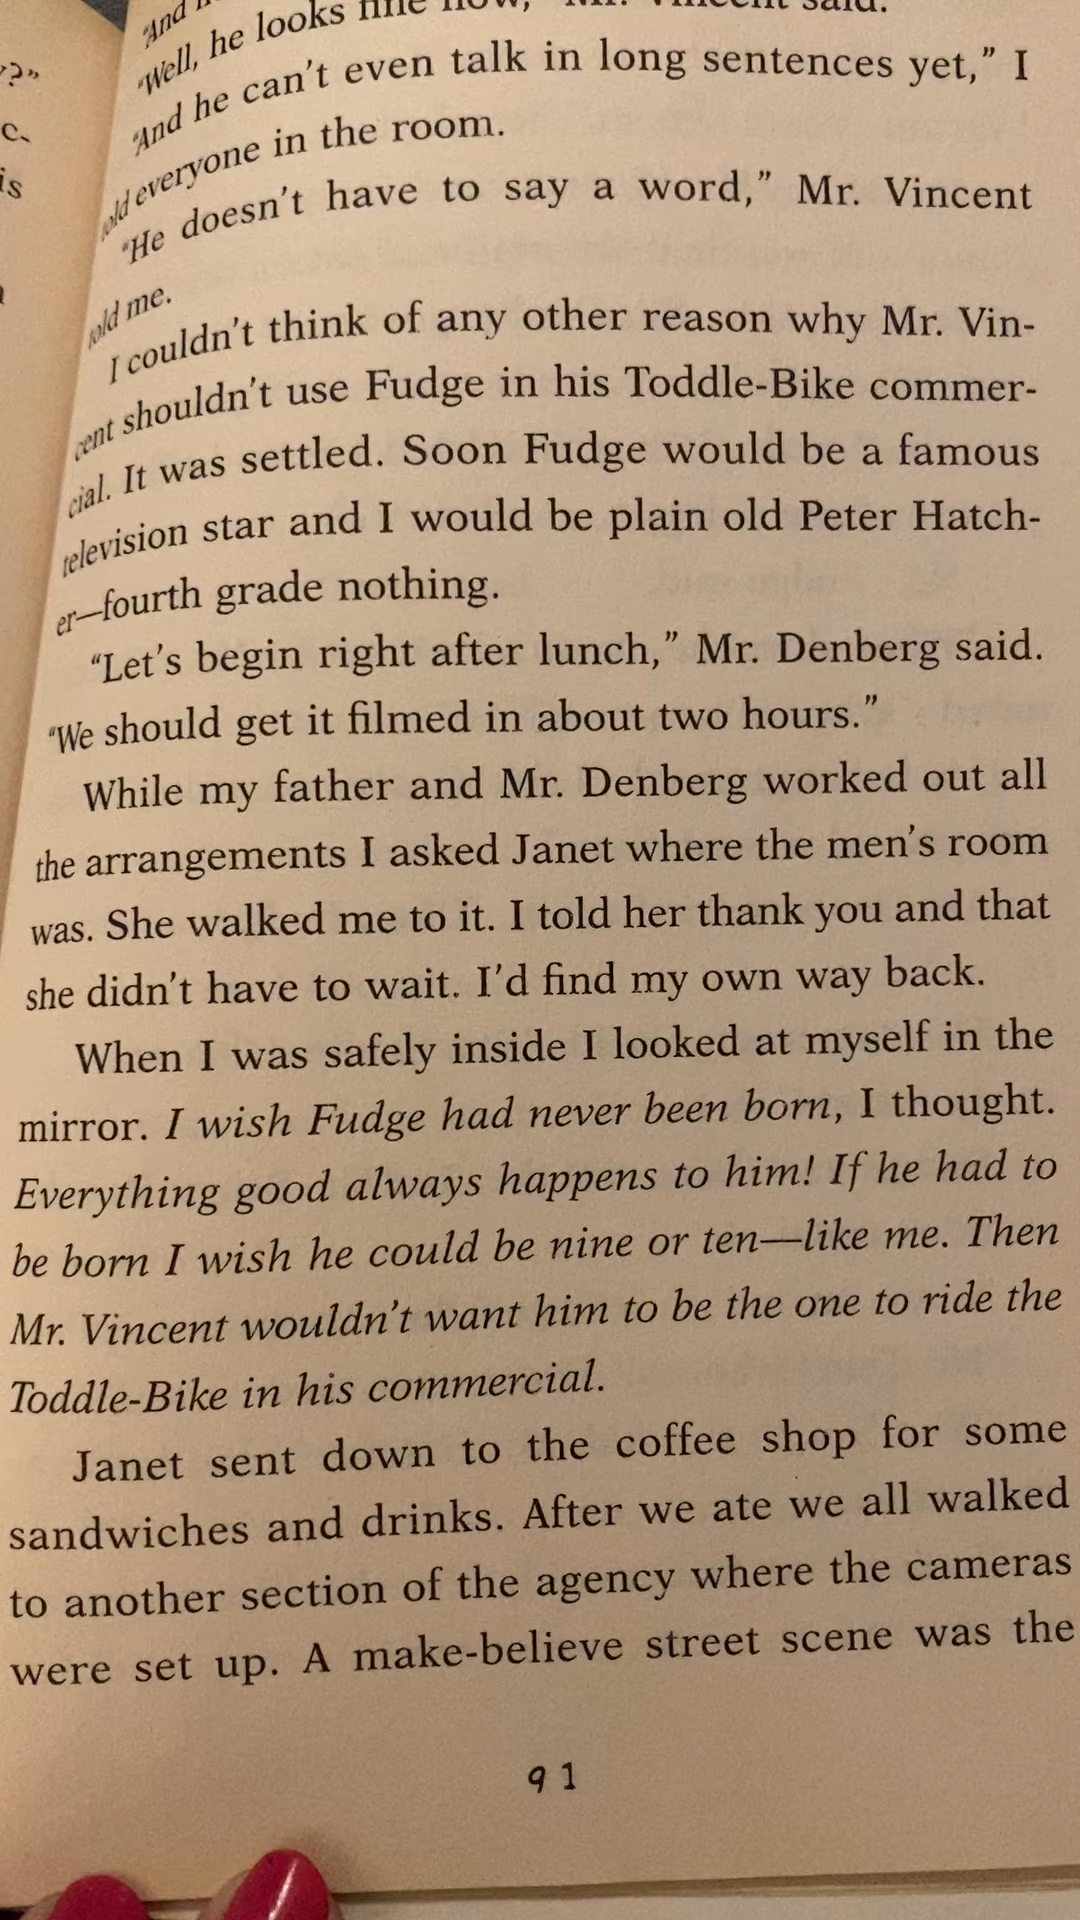 ?"
c.
is
"And
"Well, he looks fine now," Mr. Vincent said.
"And he can't even talk in long sentences yet," I
told everyone in the room.
"He doesn't have to say a word," Mr. Vincent
told me.
I couldn't think of any other reason why Mr. Vin-
cent shouldn't use Fudge in his Toddle-Bike commer-
cial. It was settled. Soon Fudge would be a famous
television star and I would be plain old Peter Hatch-
er—fourth grade nothing.
"Let's begin right after lunch," Mr. Denberg said.
"We should get it filmed in about two hours."
While my father and Mr. Denberg worked out all
the arrangements I asked Janet where the men's room
was. She walked me to it. I told her thank you and that
she didn't have to wait. I'd find my own way back.
When I was safely inside I looked at myself in the
mirror. I wish Fudge had never been born, I thought.
Everything good always happens to him! If he had to
be born I wish he could be nine or ten—like me. Then
Mr. Vincent wouldn't want him to be the one to ride the
Toddle-Bike in his commercial.
Janet sent down to the coffee shop for some
sandwiches and drinks. After we ate we all walked
to another section of the agency where the cameras
were set up. A make-believe street scene was the
91